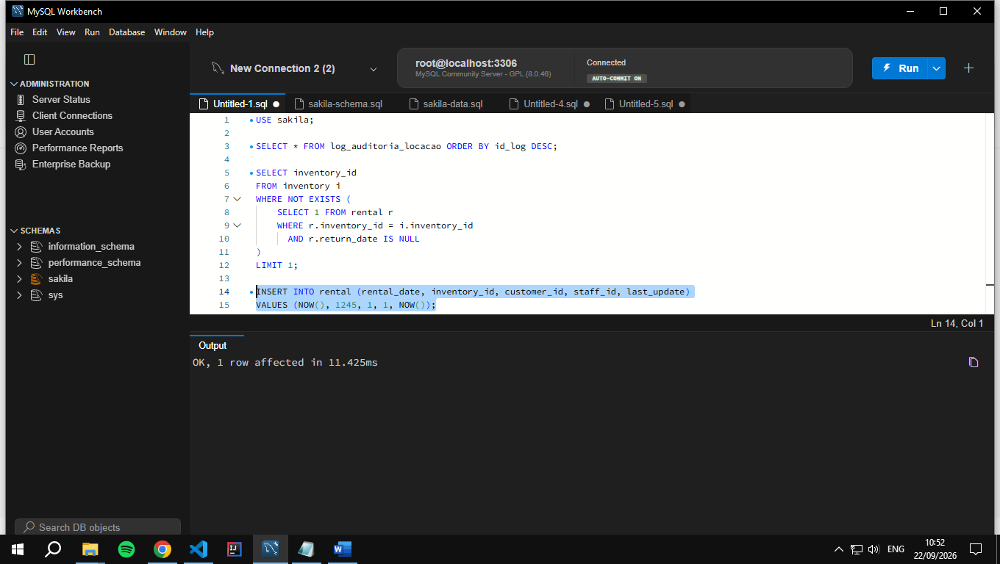 MySQL Workbench
File Edit View Run Database Window Help
ADMINISTRATION
Server Status
Client Connections
User Accounts
Performance Reports
Enterprise Backup
SCHEMAS
information_schema
performance_schema
sakila
sys
Search DB objects
New Connection 2 (2)
root@localhost:3306
MySQL Community Server - GPL (8.0.46)
Connected
AUTO-COMMIT ON
Run
Untitled-1.sql sakila-schema.sql sakila-data.sql Untitled-4.sql Untitled-5.sql
1 USE sakila;
2
3 SELECT * FROM log_auditoria_locacao ORDER BY id_log DESC;
4
5 SELECT inventory_id
6 FROM inventory i
7 WHERE NOT EXISTS (
8 SELECT 1 FROM rental r
9 WHERE r.inventory_id = i.inventory_id
10 AND r.return_date IS NULL
11 )
12 LIMIT 1;
13
14 INSERT INTO rental (rental_date, inventory_id, customer_id, staff_id, last_update)
15 VALUES (NOW(), 1245, 1, 1, NOW());
Ln 14, Col 1
Output
OK, 1 row affected in 11.425ms
ENG
10:52
22/09/2026